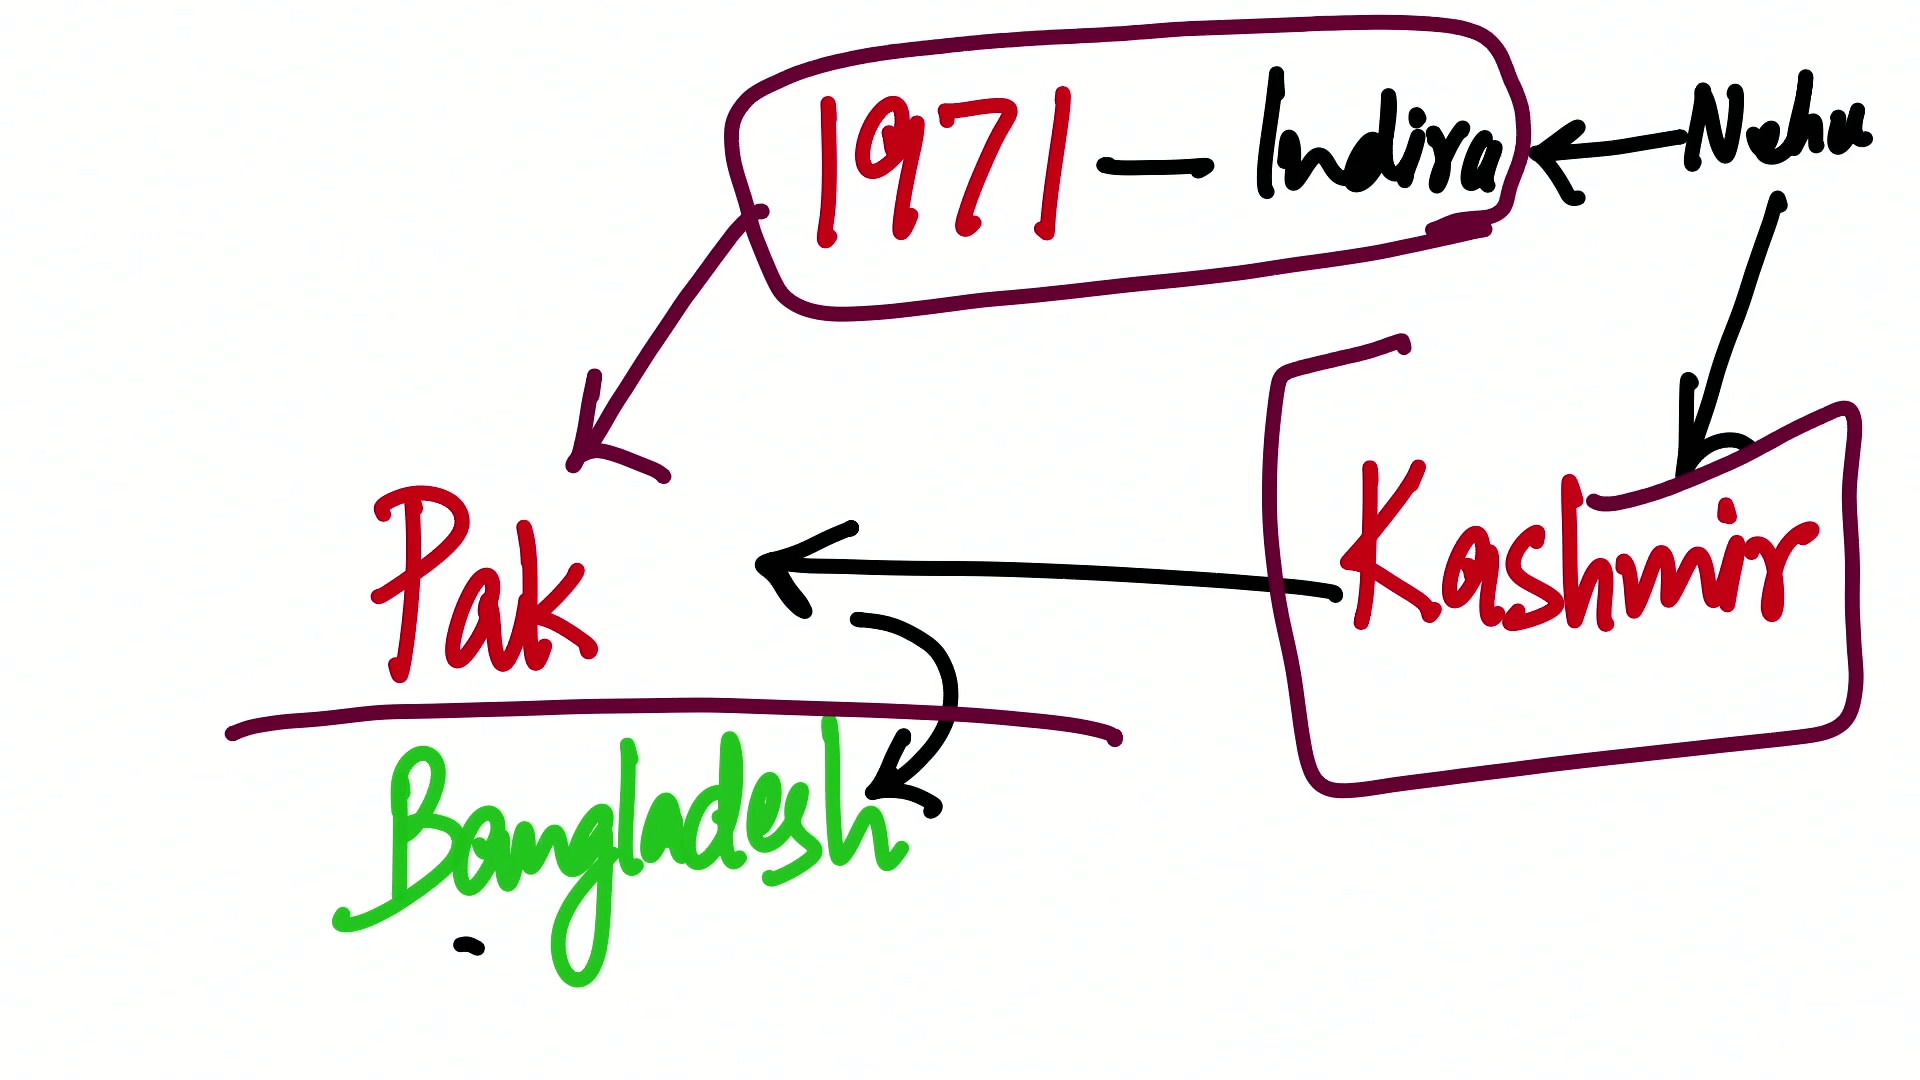 1971 — Indira ← Nehu
Pak ← Kashmir
Bangladesh